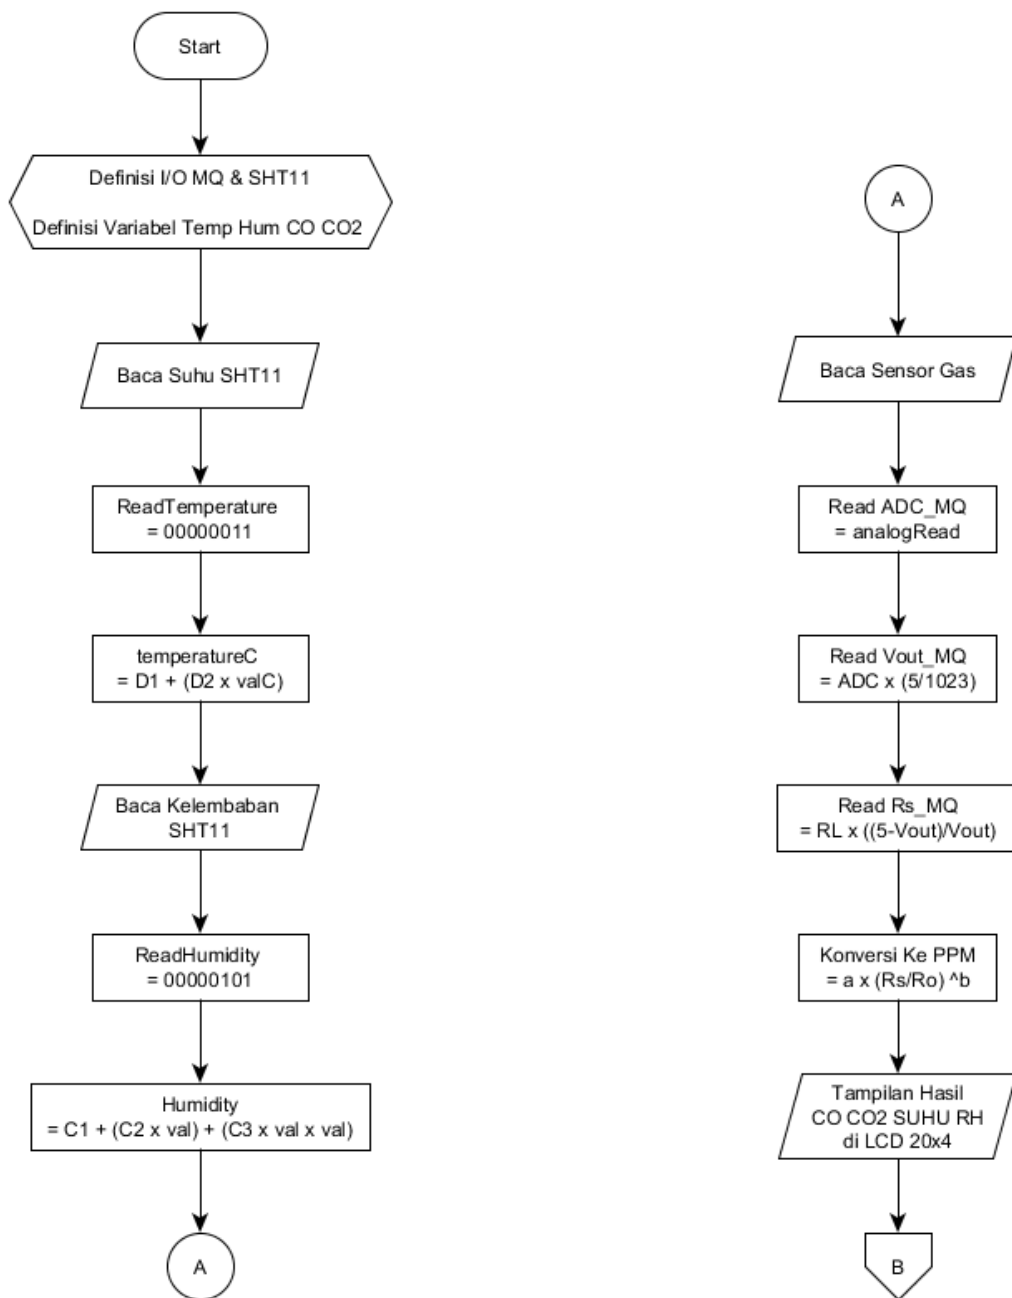 Start
Definisi I/O MQ & SHT11
Definisi Variabel Temp Hum CO CO2
Baca Suhu SHT11
ReadTemperature
= 00000011
temperatureC
= D1 + (D2 x valC)
Baca Kelembaban
SHT11
ReadHumidity
= 00000101
Humidity
= C1 + (C2 x val) + (C3 x val x val)
A
A
Baca Sensor Gas
Read ADC_MQ
= analogRead
Read Vout_MQ
= ADC x (5/1023)
Read Rs_MQ
= RL x ((5-Vout)/Vout)
Konversi Ke PPM
= a x (Rs/Ro) ^b
Tampilan Hasil
CO CO2 SUHU RH
di LCD 20x4
B